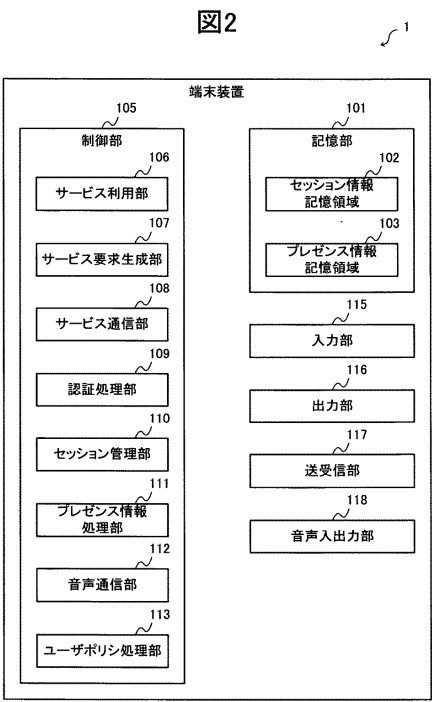 図2
1
端末装置
105
制御部
106
サービス利用部
107
サービス要求生成部
108
サービス通信部
109
認証処理部
110
セッション管理部
111
プレゼンス情報
処理部
112
音声通信部
113
ユーザポリシ処理部
101
記憶部
102
セッション情報
記憶領域
103
プレゼンス情報
記憶領域
115
入力部
116
出力部
117
送受信部
118
音声入出力部